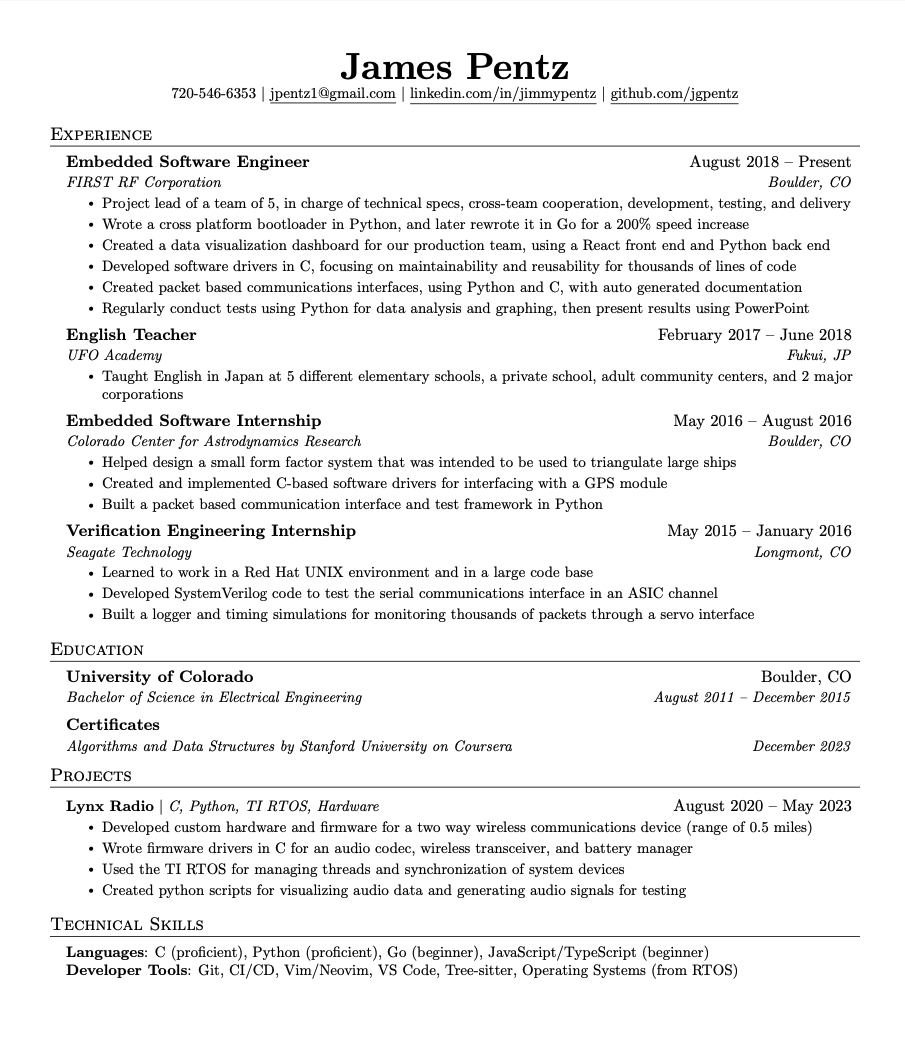 James Pentz
720-546-6353 | jpentz1@gmail.com | linkedin.com/in/jimmypentz | github.com/jgpentz
Experience
Embedded Software Engineer August 2018 – Present
FIRST RF Corporation Boulder, CO
• Project lead of a team of 5, in charge of technical specs, cross-team cooperation, development, testing, and delivery
• Wrote a cross platform bootloader in Python, and later rewrote it in Go for a 200% speed increase
• Created a data visualization dashboard for our production team, using a React front end and Python back end
• Developed software drivers in C, focusing on maintainability and reusability for thousands of lines of code
• Created packet based communications interfaces, using Python and C, with auto generated documentation
• Regularly conduct tests using Python for data analysis and graphing, then present results using PowerPoint
English Teacher February 2017 – June 2018
UFO Academy Fukui, JP
• Taught English in Japan at 5 different elementary schools, a private school, adult community centers, and 2 major
corporations
Embedded Software Internship May 2016 – August 2016
Colorado Center for Astrodynamics Research Boulder, CO
• Helped design a small form factor system that was intended to be used to triangulate large ships
• Created and implemented C-based software drivers for interfacing with a GPS module
• Built a packet based communication interface and test framework in Python
Verification Engineering Internship May 2015 – January 2016
Seagate Technology Longmont, CO
• Learned to work in a Red Hat UNIX environment and in a large code base
• Developed SystemVerilog code to test the serial communications interface in an ASIC channel
• Built a logger and timing simulations for monitoring thousands of packets through a servo interface
Education
University of Colorado Boulder, CO
Bachelor of Science in Electrical Engineering August 2011 – December 2015
Certificates
Algorithms and Data Structures by Stanford University on Coursera December 2023
Projects
Lynx Radio | C, Python, TI RTOS, Hardware August 2020 – May 2023
• Developed custom hardware and firmware for a two way wireless communications device (range of 0.5 miles)
• Wrote firmware drivers in C for an audio codec, wireless transceiver, and battery manager
• Used the TI RTOS for managing threads and synchronization of system devices
• Created python scripts for visualizing audio data and generating audio signals for testing
Technical Skills
Languages: C (proficient), Python (proficient), Go (beginner), JavaScript/TypeScript (beginner)
Developer Tools: Git, CI/CD, Vim/Neovim, VS Code, Tree-sitter, Operating Systems (from RTOS)